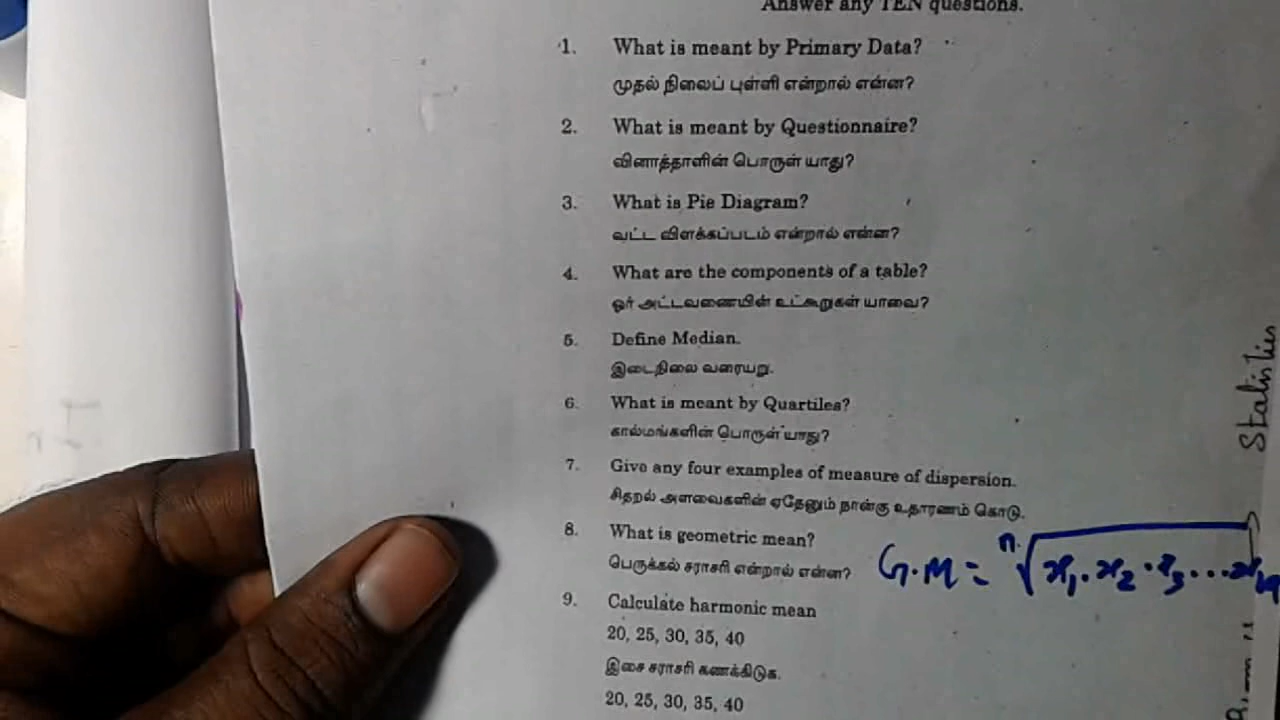 Answer any TEN questions.
1. What is meant by Primary Data?
முதல் நிலைப் புள்ளி என்றால் என்ன?
2. What is meant by Questionnaire?
வினாத்தாளின் பொருள் யாது?
3. What is Pie Diagram?
வட்ட விளக்கப்படம் என்றால் என்ன?
4. What are the components of a table?
ஓர் அட்டவணையின் உட்கூறுகள் யாவை?
5. Define Median.
இடைநிலை வரையறு.
6. What is meant by Quartiles?
கால்மங்களின் பொருள் யாது?
7. Give any four examples of measure of dispersion.
சிதறல் அளவைகளின் ஏதேனும் நான்கு உதாரணம் கொடு.
8. What is geometric mean?
பெருக்கல் சராசரி என்றால் என்ன?
G.M = ⁿ√x₁.x₂.x₃...xₙ
9. Calculate harmonic mean
20, 25, 30, 35, 40
இசை சராசரி கணக்கிடுக.
20, 25, 30, 35, 40
Statistics